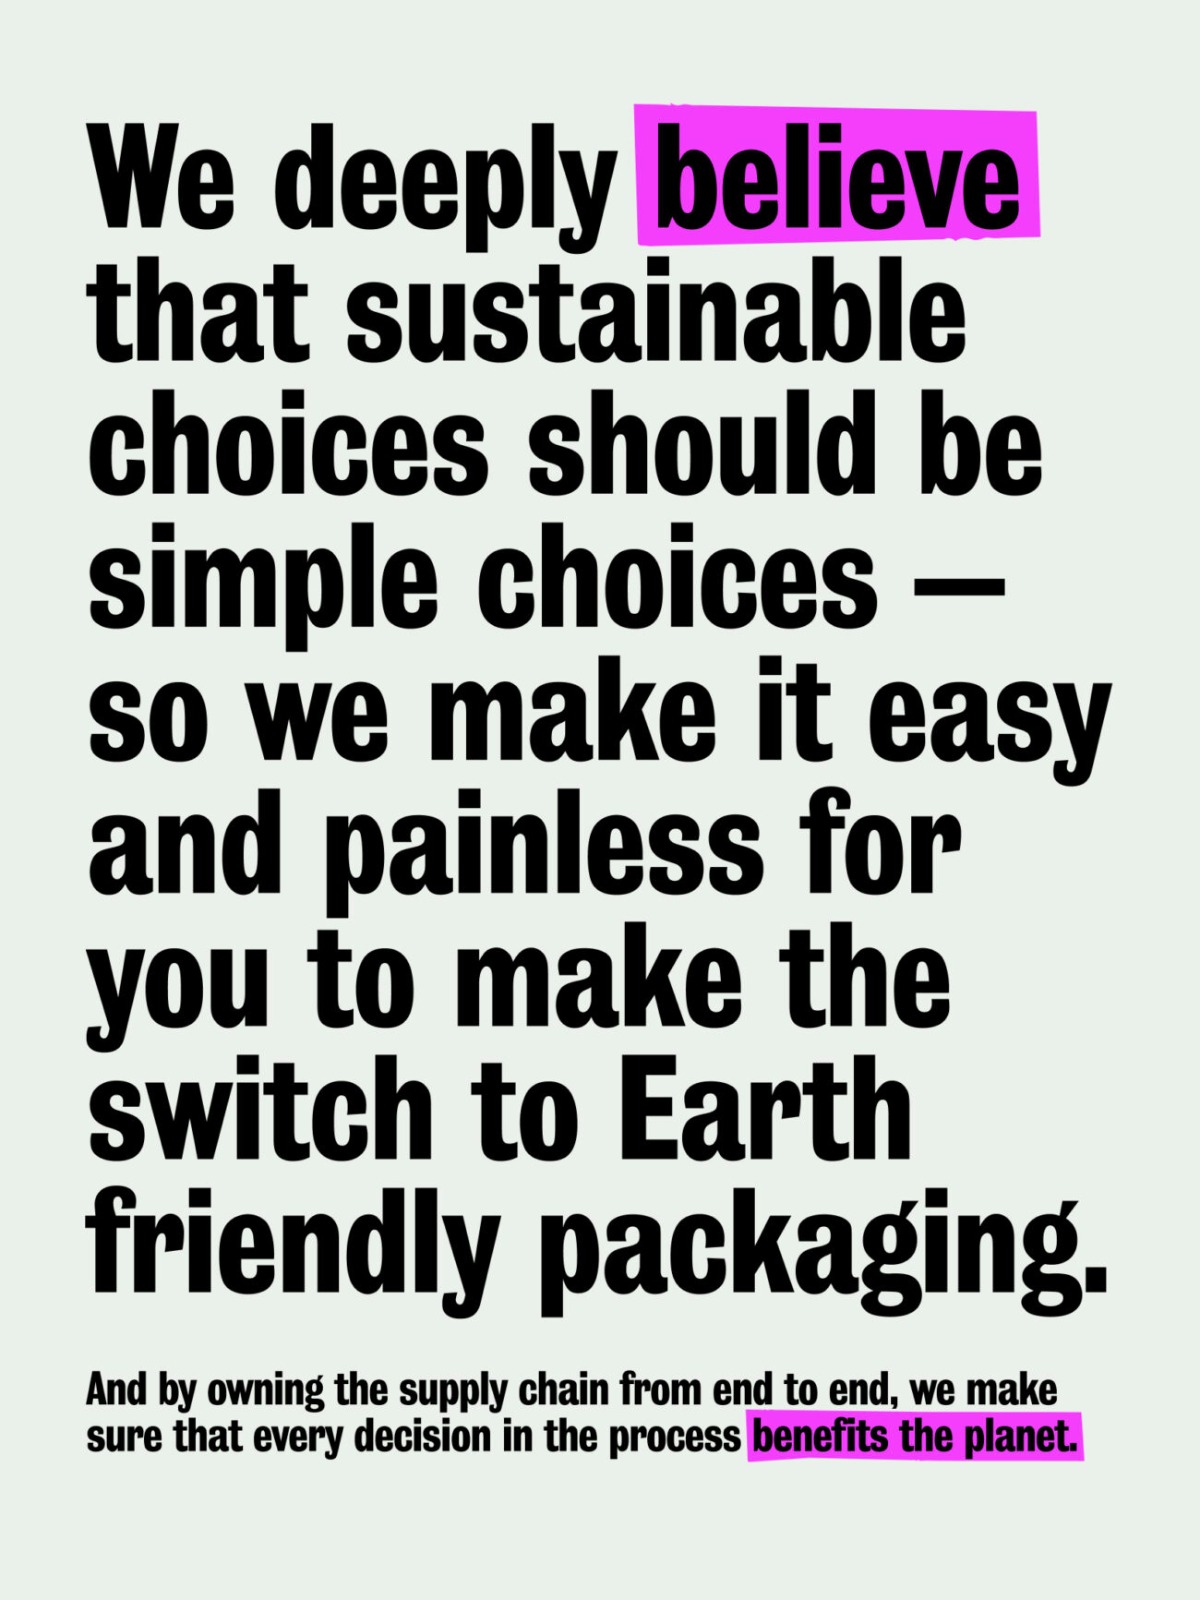 We deeply believe
that sustainable
choices should be
simple choices —
so we make it easy
and painless for
you to make the
switch to Earth
friendly packaging.
And by owning the supply chain from end to end, we make
sure that every decision in the process benefits the planet.